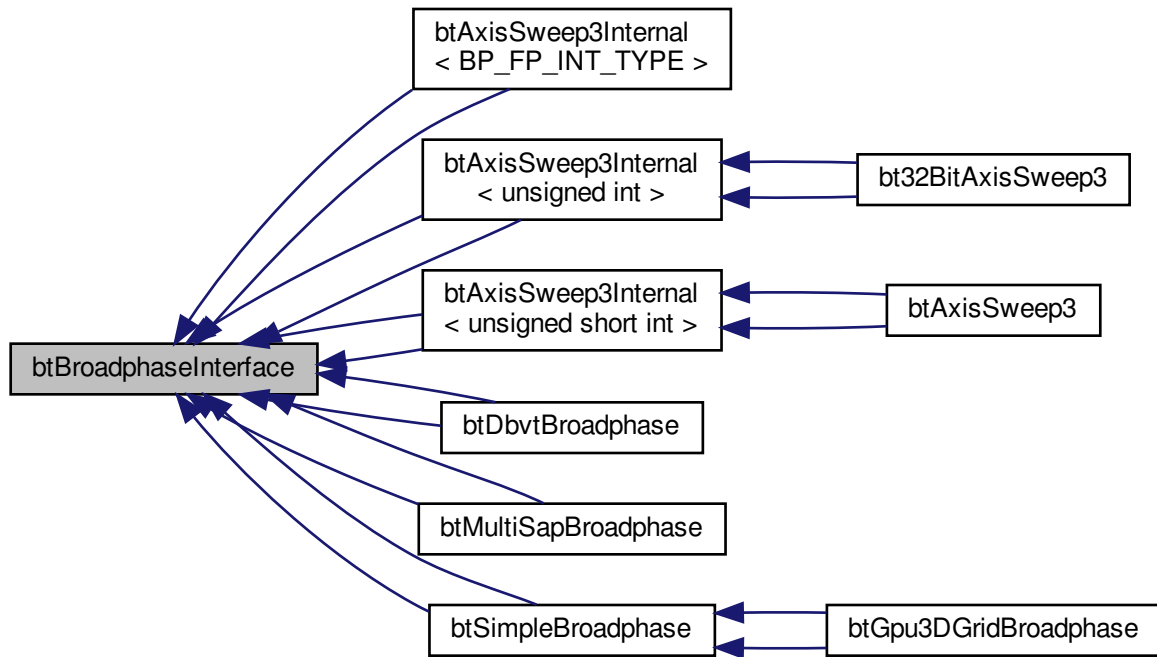 btAxisSweep3Internal
< BP_FP_INT_TYPE >
btAxisSweep3Internal
< unsigned int >
bt32BitAxisSweep3
btAxisSweep3Internal
< unsigned short int >
btAxisSweep3
btBroadphaseInterface
btDbvtBroadphase
btMultiSapBroadphase
btSimpleBroadphase
btGpu3DGridBroadphase